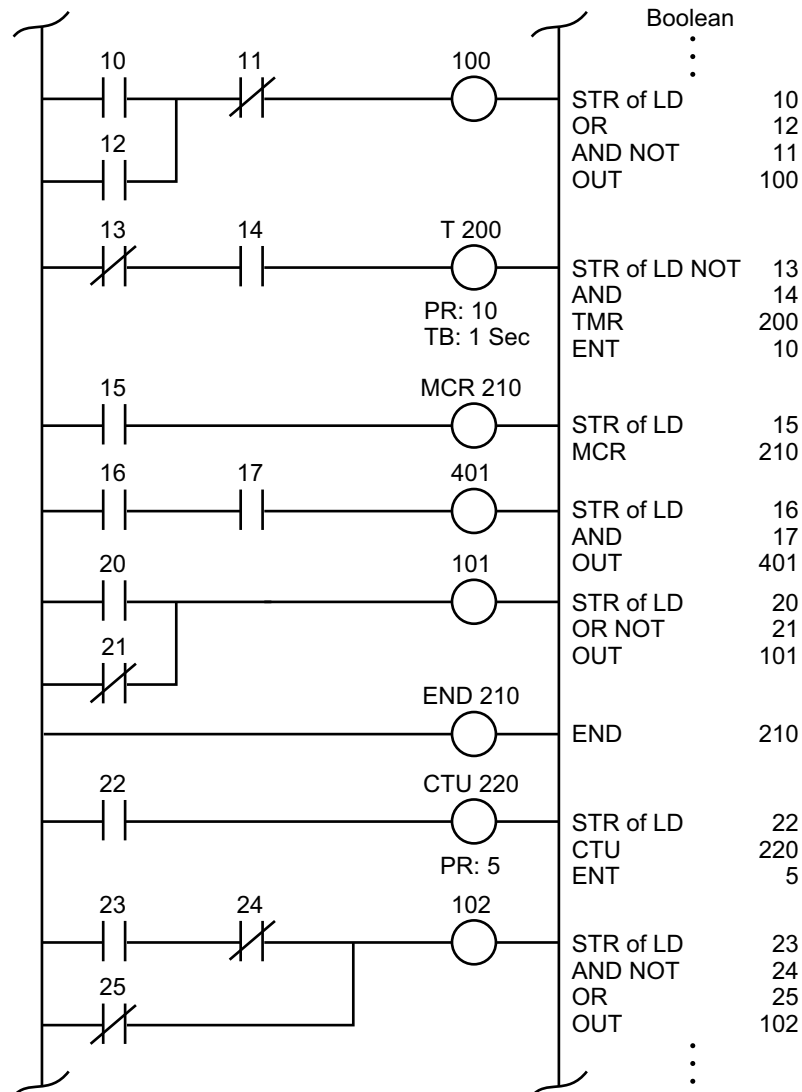 Boolean
10 11 100
STR of LD 10
OR 12
12
AND NOT 11
OUT 100
13 14 T 200
STR of LD NOT 13
AND 14
PR: 10
TMR 200
TB: 1 Sec
ENT 10
15 MCR 210
STR of LD 15
MCR 210
16 17 401
STR of LD 16
AND 17
OUT 401
20 101
STR of LD 20
OR NOT 21
21
OUT 101
END 210
END 210
22 CTU 220
STR of LD 22
CTU 220
PR: 5
ENT 5
23 24 102
STR of LD 23
AND NOT 24
25
OR 25
OUT 102